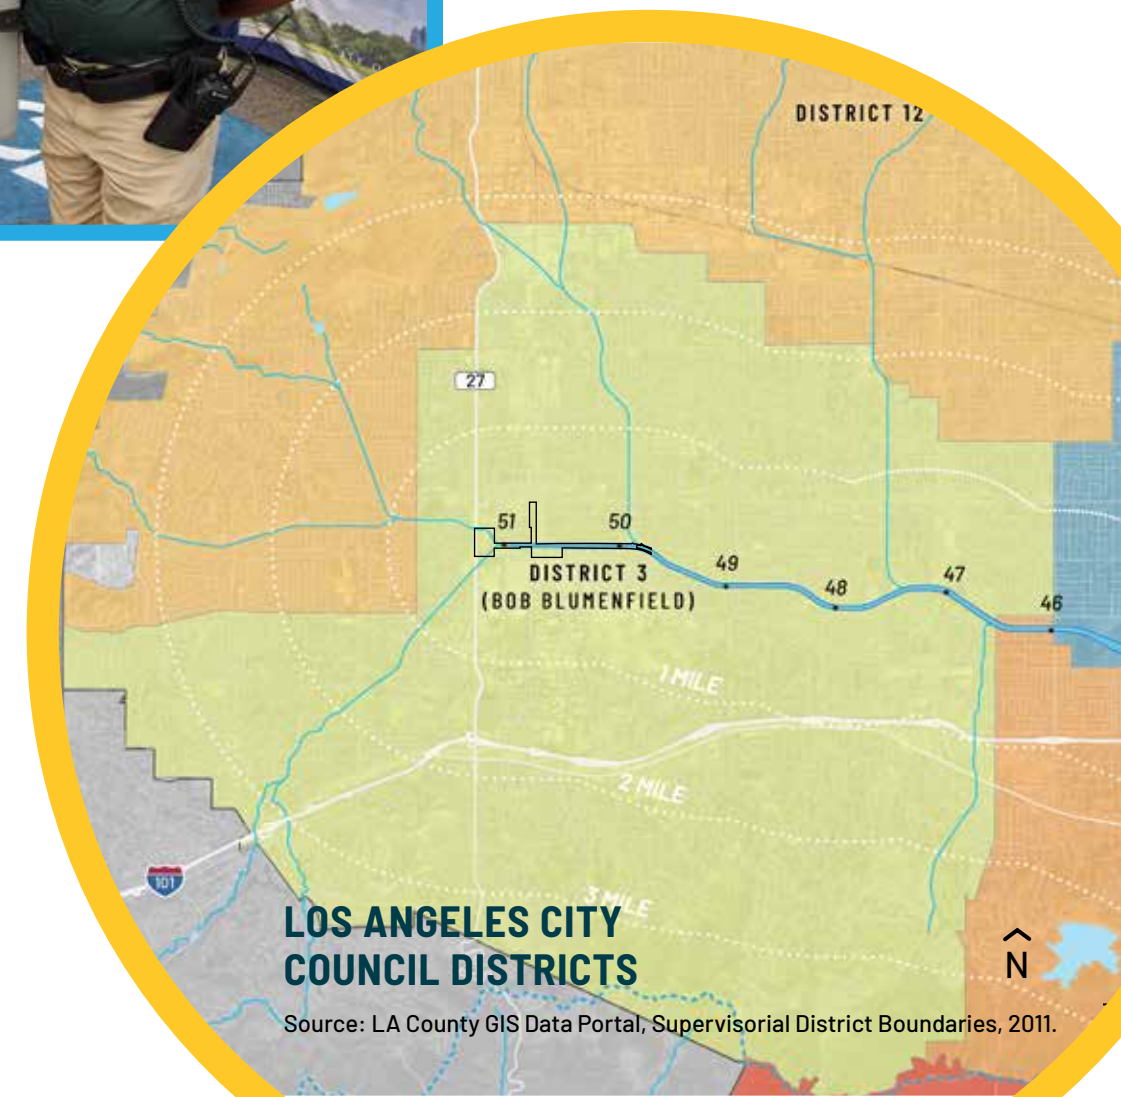 DISTRICT 12
27
51
50
49
48
47
46
DISTRICT 3
(BOB BLUMENFIELD)
1 MILE
2 MILE
3 MILE
101
LOS ANGELES CITY
COUNCIL DISTRICTS
N
Source: LA County GIS Data Portal, Supervisorial District Boundaries, 2011.